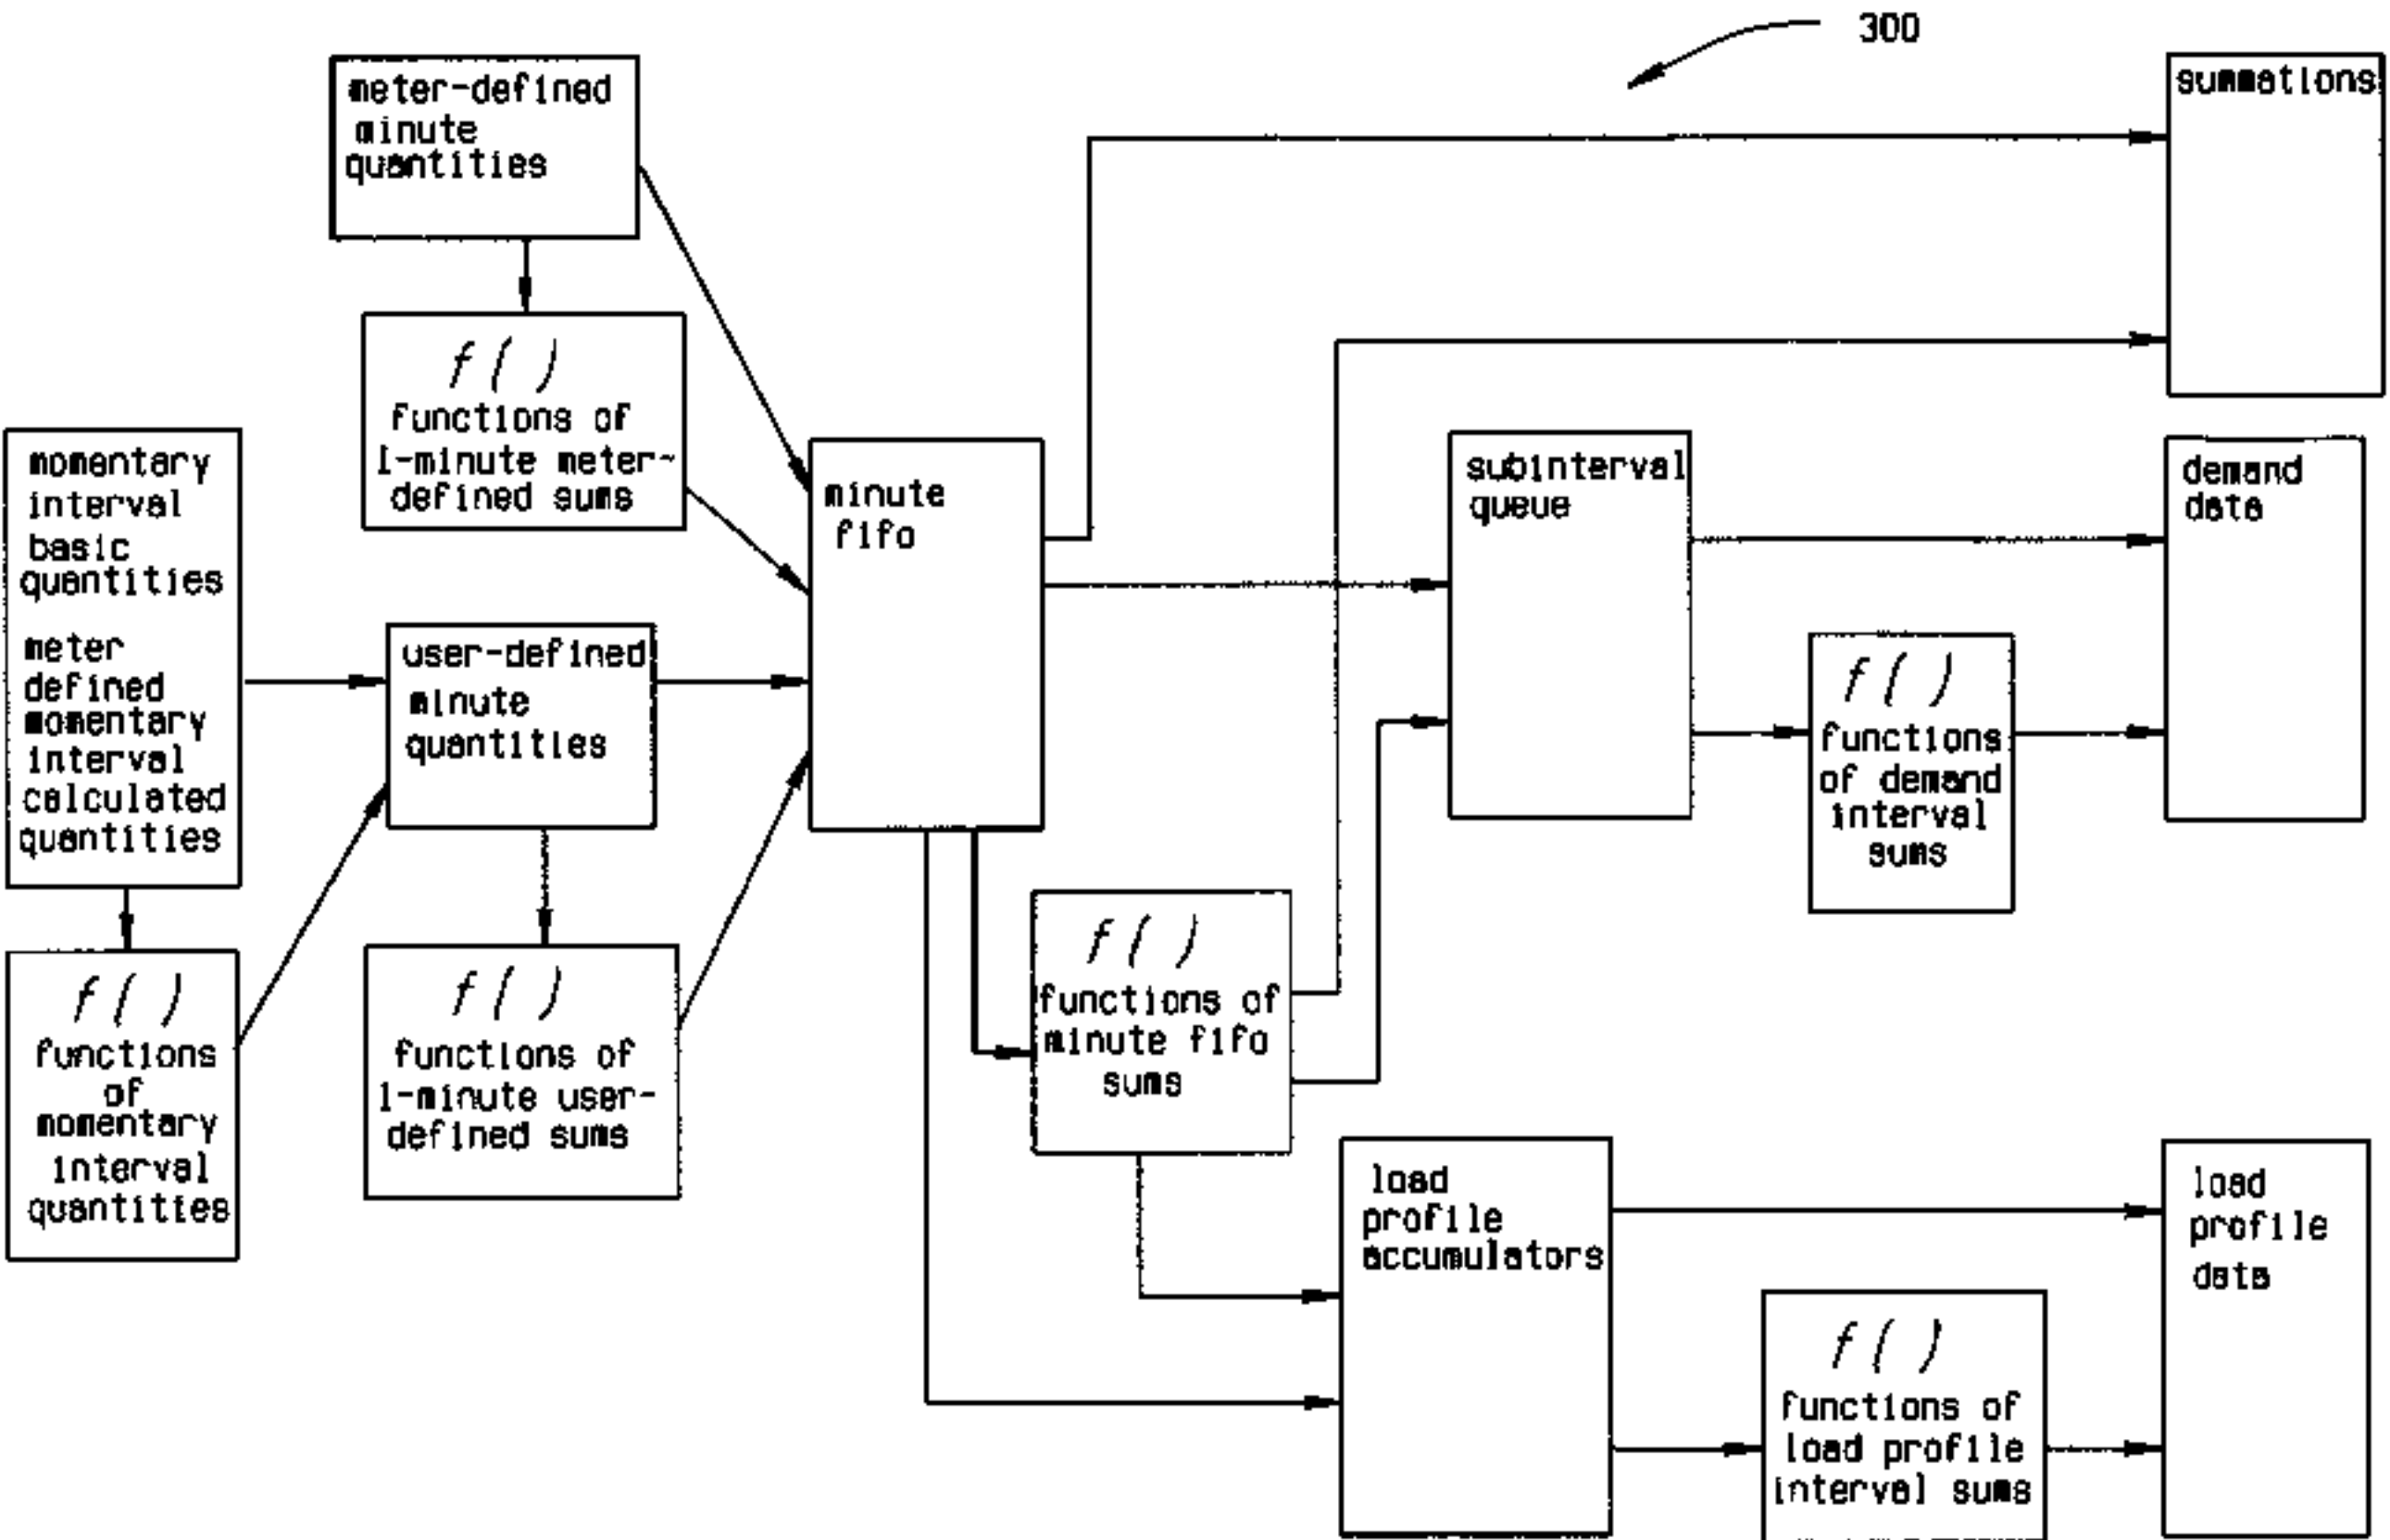 300
meter-defined
minute
quantities
summations
f()
functions of
1-minute meter-
defined sums
momentary
interval
basic
quantities
meter
defined
momentary
interval
calculated
quantities
minute
fifo
subinterval
queue
demand
data
user-defined
minute
quantities
f()
functions
of demand
interval
sums
f()
functions
of
momentary
interval
quantities
f()
functions of
1-minute user-
defined sums
f()
functions of
minute fifo
sums
load
profile
accumulators
load
profile
data
f()
functions of
load profile
interval sums